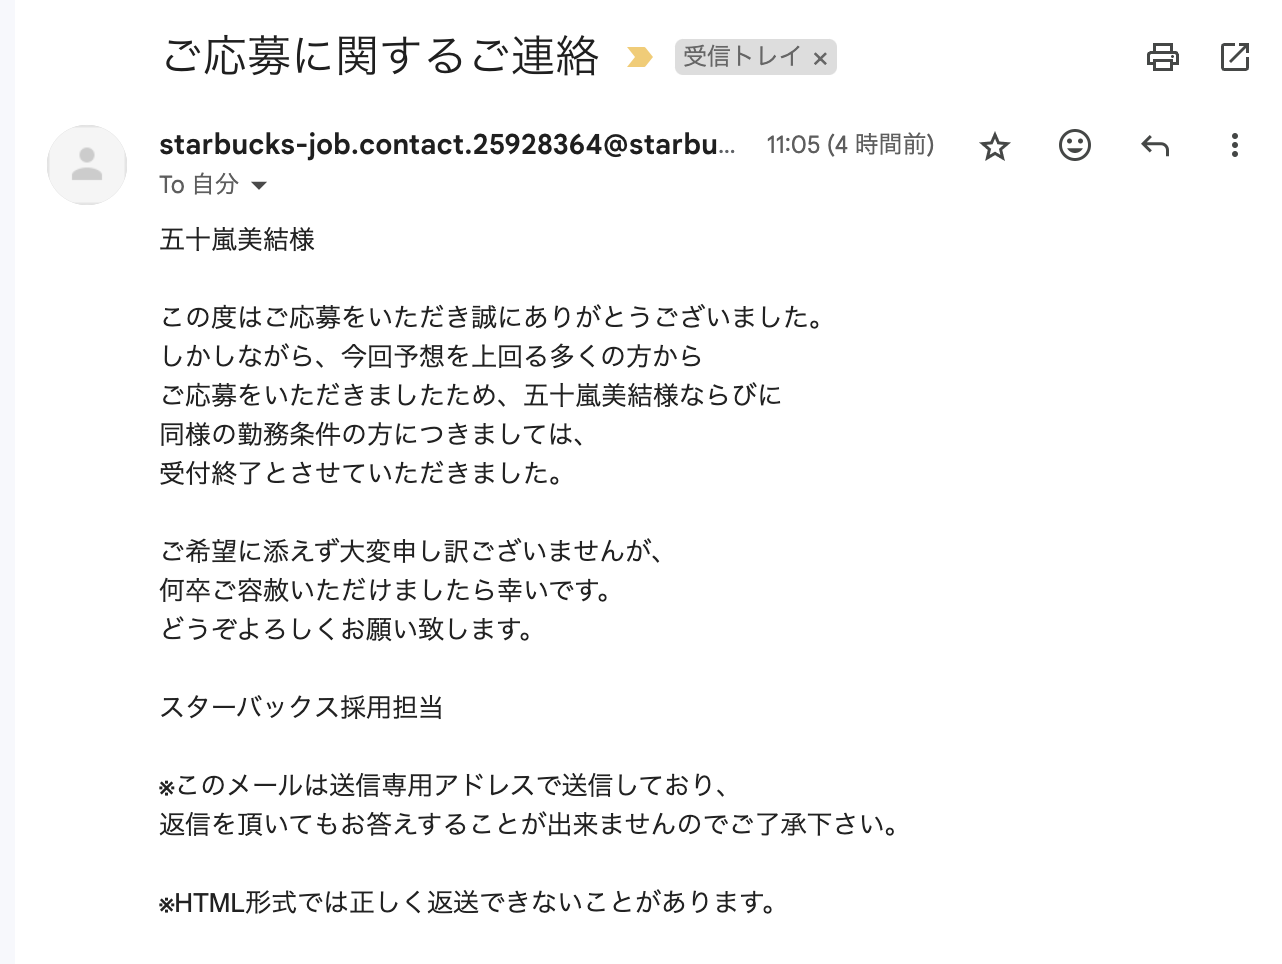 ご応募に関するご連絡
受信トレイ ×
starbucks-job.contact.25928364@starbu... 11:05 (4 時間前)
To 自分
五十嵐美結様
この度はご応募をいただき誠にありがとうございました。
しかしながら、今回予想を上回る多くの方から
ご応募をいただきましたため、五十嵐美結様ならびに
同様の勤務条件の方につきましては、
受付終了とさせていただきました。
ご希望に添えず大変申し訳ございませんが、
何卒ご容赦いただけましたら幸いです。
どうぞよろしくお願い致します。
スターバックス採用担当
※このメールは送信専用アドレスで送信しており、
返信を頂いてもお答えすることが出来ませんのでご了承下さい。
※HTML形式では正しく返送できないことがあります。